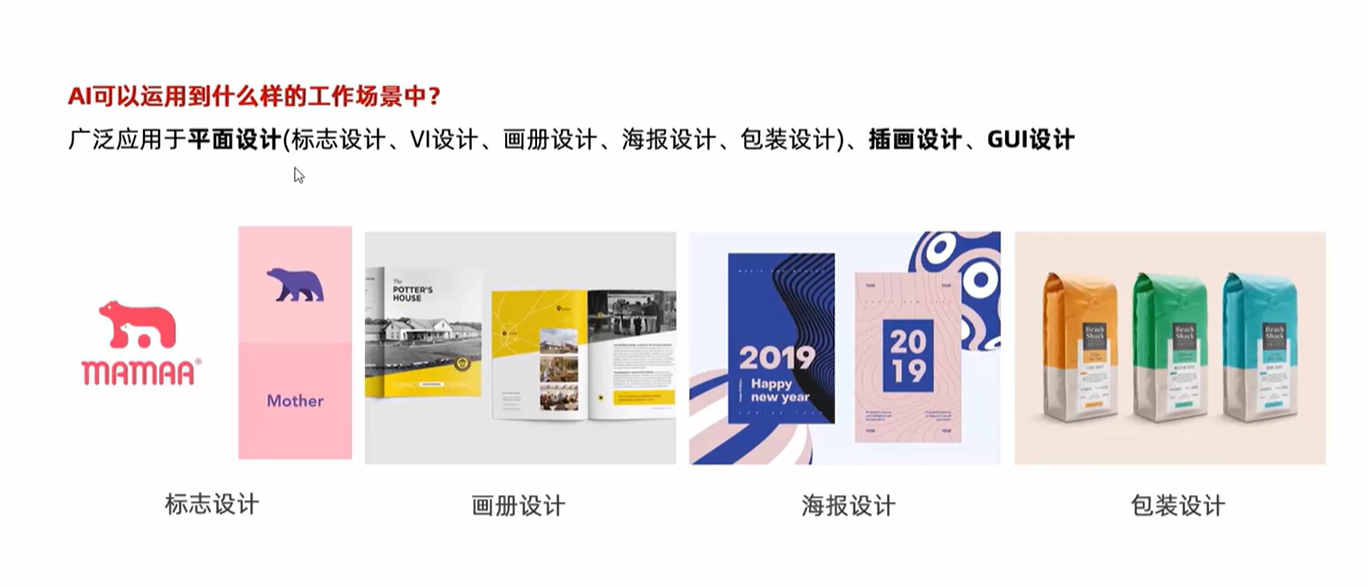 AI可以运用到什么样的工作场景中？
广泛应用于平面设计(标志设计、VI设计、画册设计、海报设计、包装设计)、插画设计、GUI设计
MAMAA®
Mother
The
POTTER'S
HOUSE
2019
Happy
new year
YEAR
YEAR
20
19
YEAR
YEAR
Beach
Shack
Beach
Shack
Beach
Shack
标志设计
画册设计
海报设计
包装设计